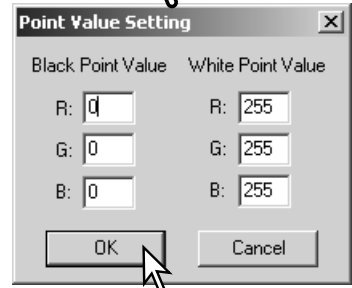 Point Value Setting
Black Point Value White Point Value
R: 0 R: 255
G: 0 G: 255
B: 0 B: 255
OK Cancel